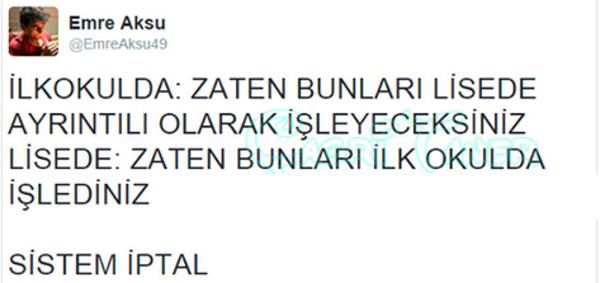 Emre Aksu
@EmreAksu49
İLKOKULDA: ZATEN BUNLARI LİSEDE
AYRINTILI OLARAK İŞLEYECEKSİNİZ
LİSEDE: ZATEN BUNLARI İLK OKULDA
İŞLEDİNİZ
SİSTEM İPTAL